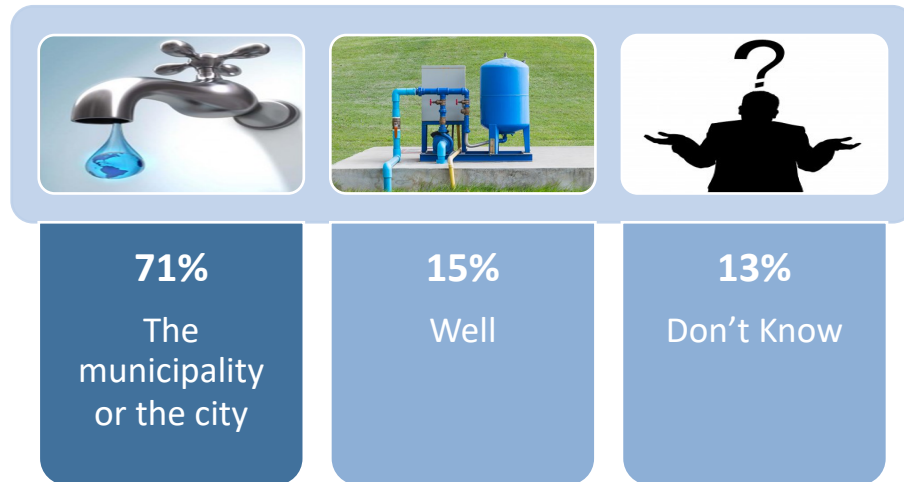 ?
71%
The
municipality
or the city
15%
Well
13%
Don’t Know